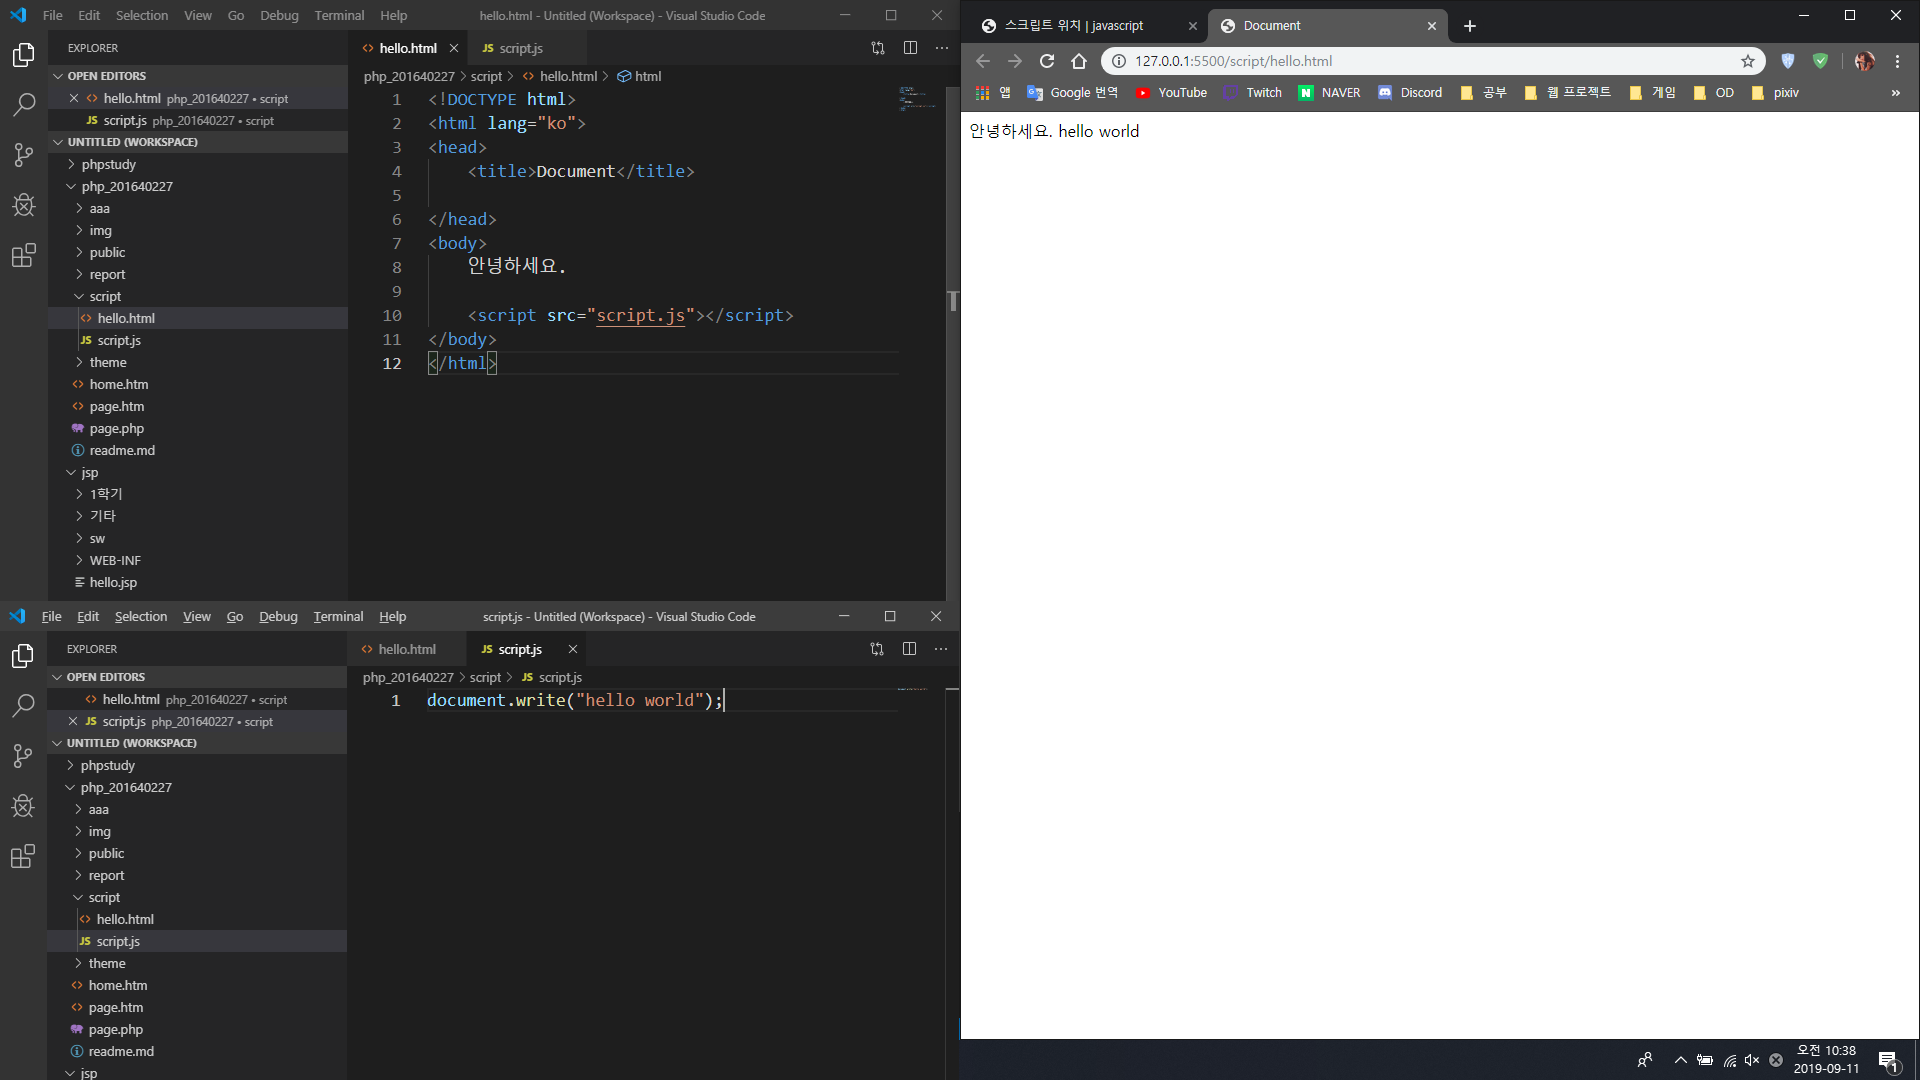 File Edit Selection View Go Debug Terminal Help hello.html - Untitled (Workspace) - Visual Studio Code
EXPLORER
OPEN EDITORS
hello.html php_201640227 • script
JS script.js php_201640227 • script
UNTITLED (WORKSPACE)
phpstudy
php_201640227
aaa
img
public
report
script
hello.html
JS script.js
theme
home.htm
page.htm
page.php
readme.md
jsp
1학기
기타
sw
WEB-INF
hello.jsp
hello.html JS script.js
php_201640227 > script > hello.html > html
1 <!DOCTYPE html>
2 <html lang="ko">
3 <head>
4 <title>Document</title>
5
6 </head>
7 <body>
8 안녕하세요.
9
10 <script src="script.js"></script>
11 </body>
12 </html>
File Edit Selection View Go Debug Terminal Help script.js - Untitled (Workspace) - Visual Studio Code
EXPLORER
OPEN EDITORS
hello.html php_201640227 • script
JS script.js php_201640227 • script
UNTITLED (WORKSPACE)
phpstudy
php_201640227
aaa
img
public
report
script
hello.html
JS script.js
theme
home.htm
page.htm
page.php
readme.md
jsp
hello.html JS script.js
php_201640227 > script > JS script.js
1 document.write("hello world");
스크립트 위치 | javascript Document
127.0.0.1:5500/script/hello.html
앱 Google 번역 YouTube Twitch NAVER Discord 공부 웹 프로젝트 게임 OD pixiv »
안녕하세요. hello world
오전 10:38
2019-09-11
1